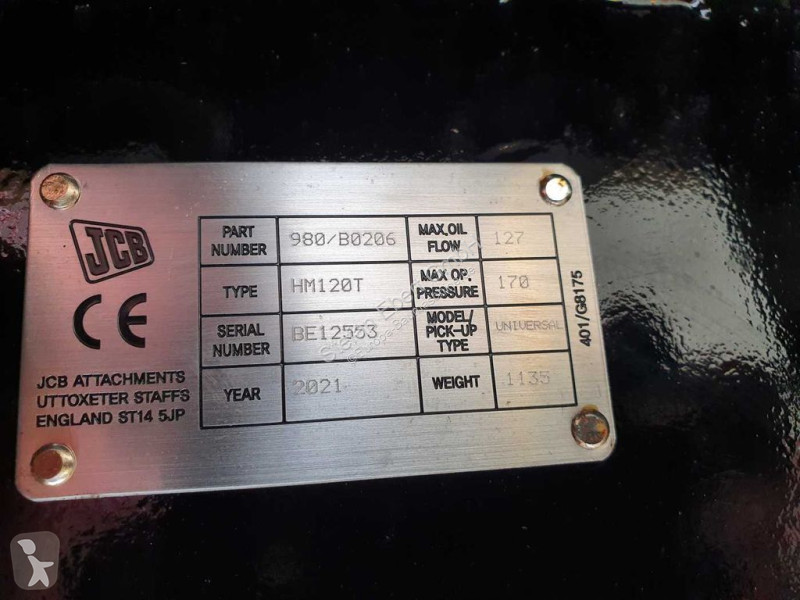 JCB
CE
JCB ATTACHMENTS
UTTOXETER STAFFS
ENGLAND ST14 5JP
PART NUMBER 980/B0206 MAX. OIL FLOW 127
TYPE HM120T MAX OP. PRESSURE 170
SERIAL NUMBER BE12553 MODEL/ PICK-UP TYPE UNIVERSAL
YEAR 2021 WEIGHT 1135
401/G8175